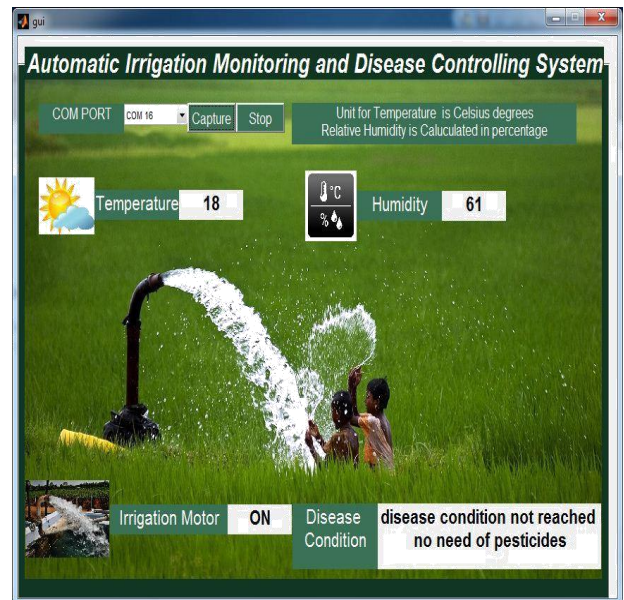 gui
Automatic Irrigation Monitoring and Disease Controlling System
COM PORT COM 16 Capture Stop
Unit for Temperature is Celsius degrees
Relative Humidity is Caluculated in percentage
Temperature 18
°C
%
Humidity 61
Irrigation Motor ON
Disease
Condition
disease condition not reached
no need of pesticides